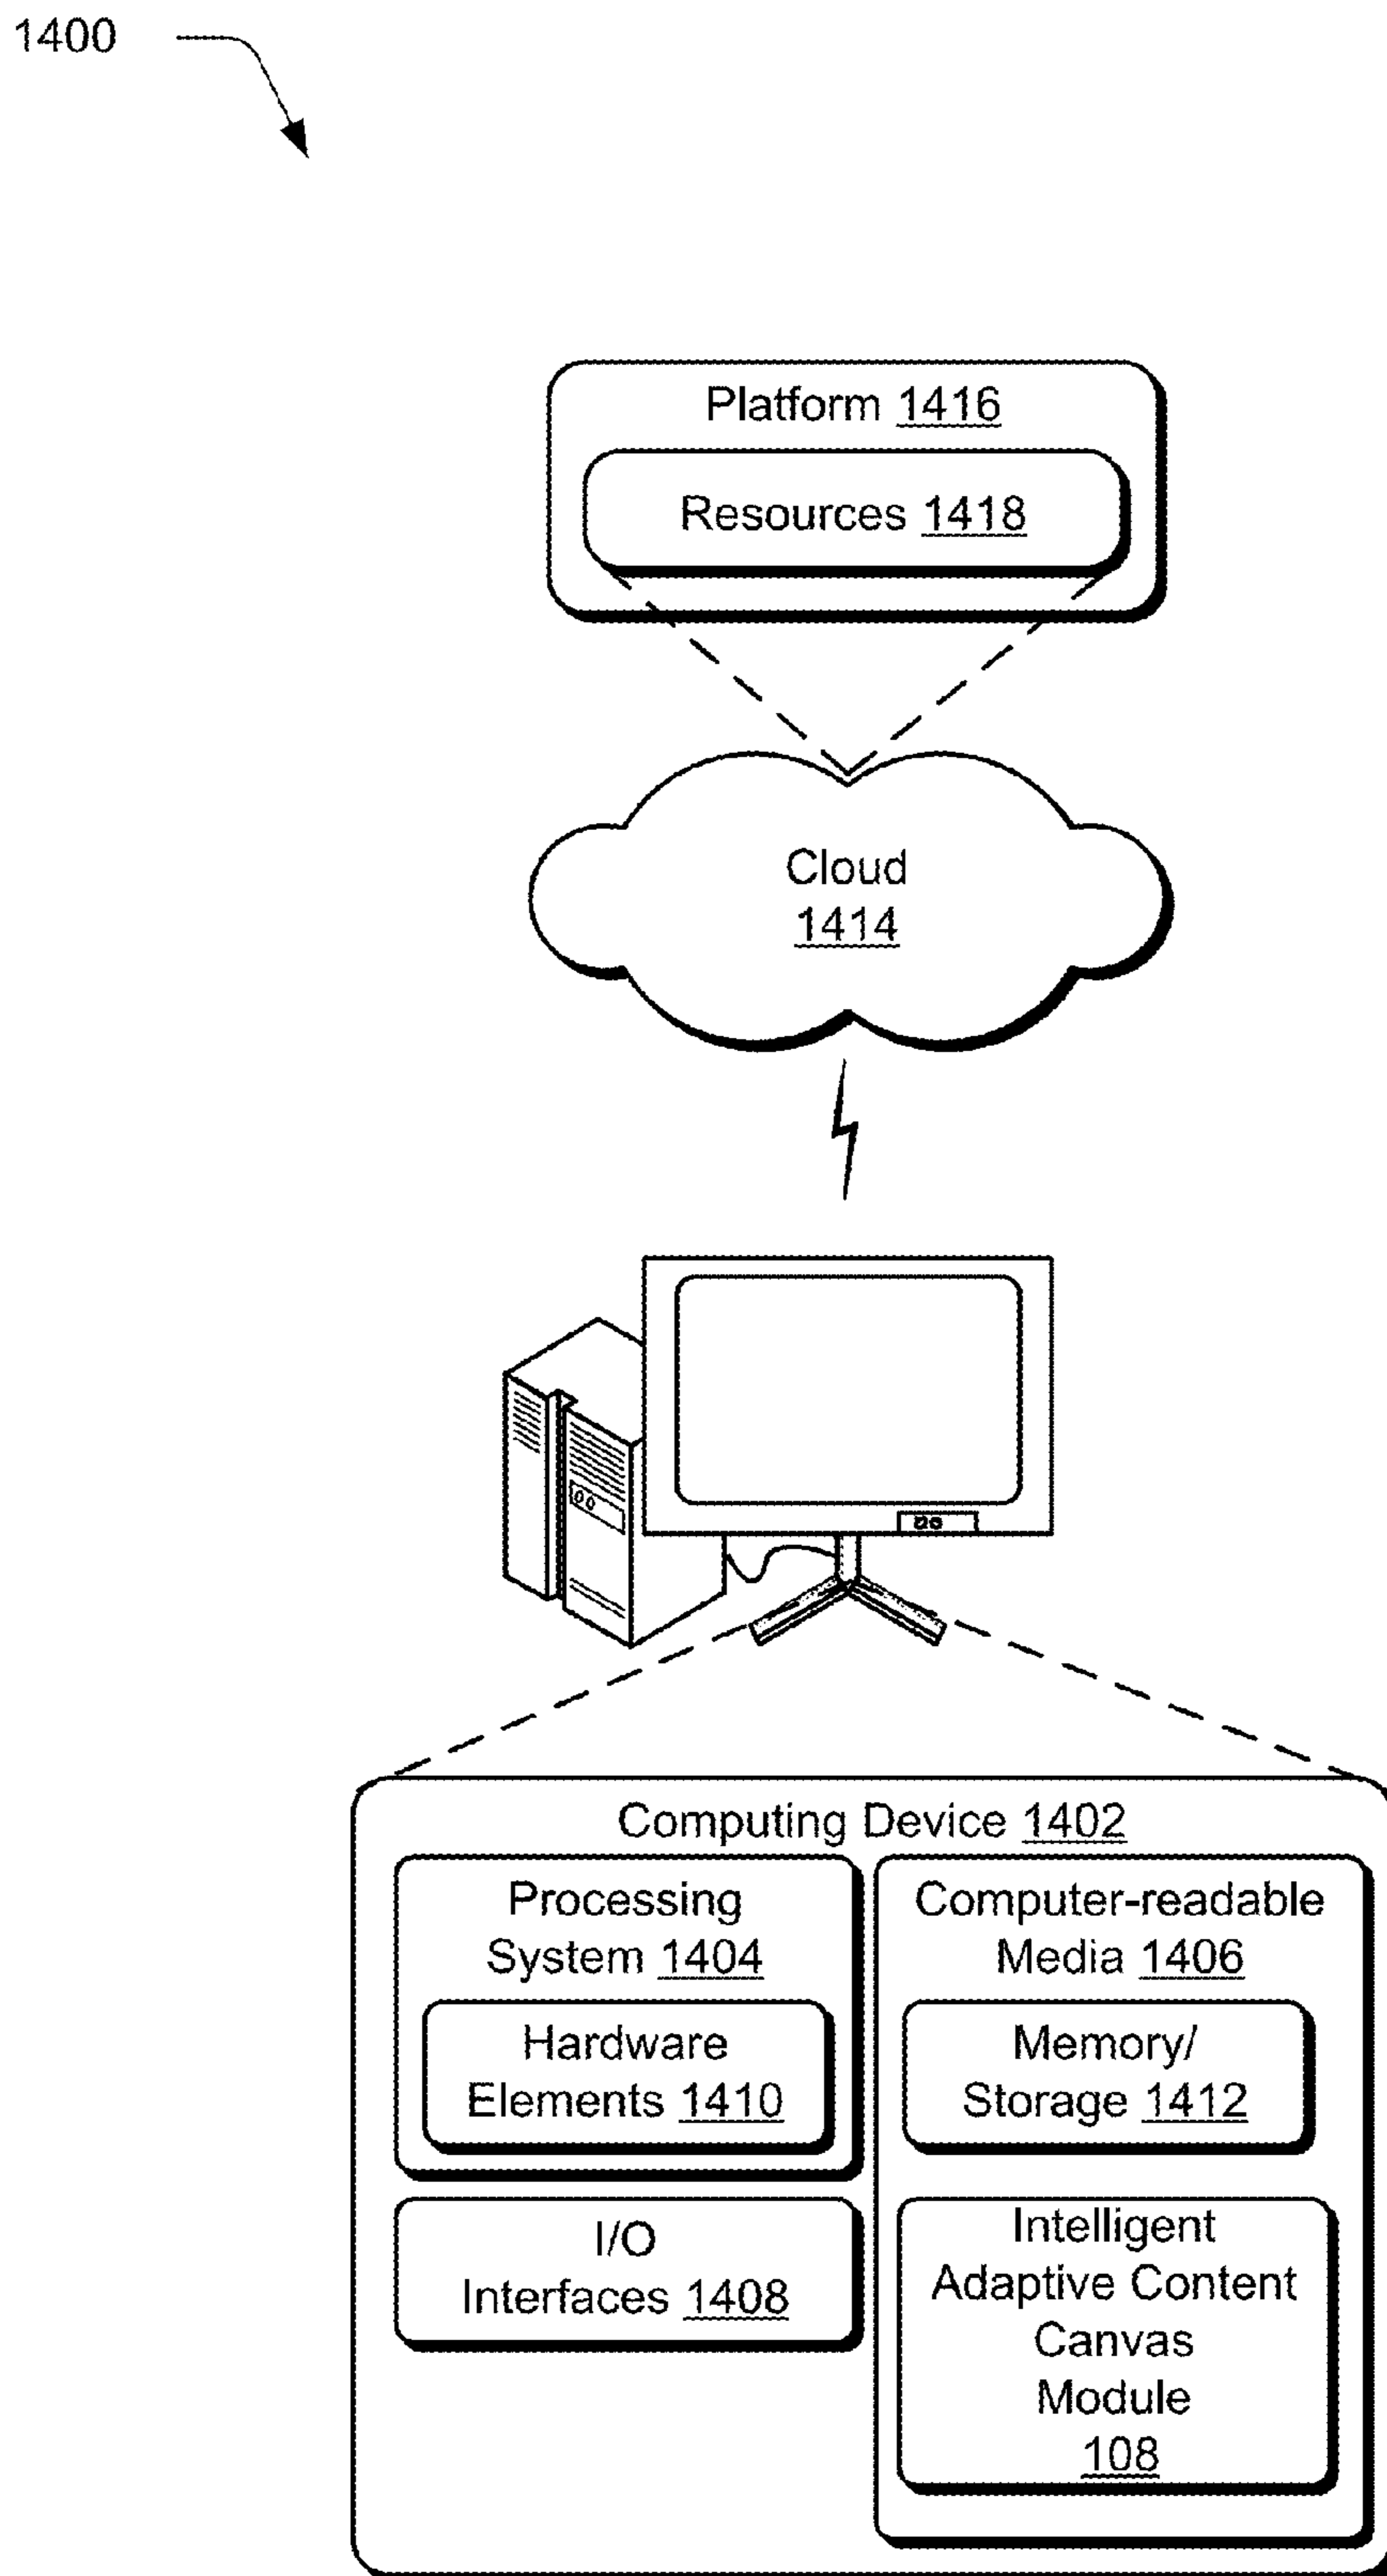 1400
Platform 1416
Resources 1418
Cloud
1414
Computing Device 1402
Processing
System 1404
Hardware
Elements 1410
I/O
Interfaces 1408
Computer-readable
Media 1406
Memory/
Storage 1412
Intelligent
Adaptive Content
Canvas
Module
108